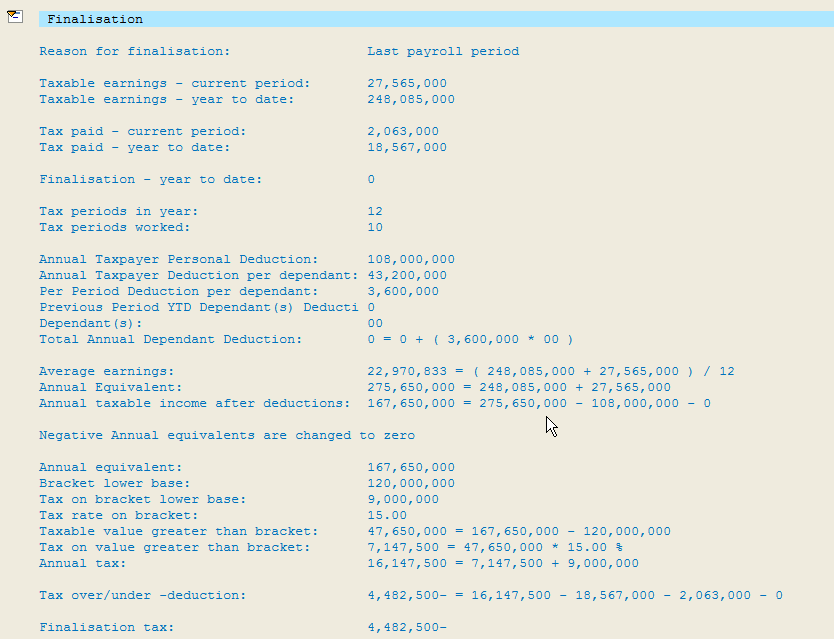 Finalisation
Reason for finalisation: Last payroll period
Taxable earnings - current period: 27,565,000
Taxable earnings - year to date: 248,085,000
Tax paid - current period: 2,063,000
Tax paid - year to date: 18,567,000
Finalisation - year to date: 0
Tax periods in year: 12
Tax periods worked: 10
Annual Taxpayer Personal Deduction: 108,000,000
Annual Taxpayer Deduction per dependant: 43,200,000
Per Period Deduction per dependant: 3,600,000
Previous Period YTD Dependant(s) Deducti 0
Dependant(s): 00
Total Annual Dependant Deduction: 0 = 0 + ( 3,600,000 * 00 )
Average earnings: 22,970,833 = ( 248,085,000 + 27,565,000 ) / 12
Annual Equivalent: 275,650,000 = 248,085,000 + 27,565,000
Annual taxable income after deductions: 167,650,000 = 275,650,000 - 108,000,000 - 0
Negative Annual equivalents are changed to zero
Annual equivalent: 167,650,000
Bracket lower base: 120,000,000
Tax on bracket lower base: 9,000,000
Tax rate on bracket: 15.00
Taxable value greater than bracket: 47,650,000 = 167,650,000 - 120,000,000
Tax on value greater than bracket: 7,147,500 = 47,650,000 * 15.00 %
Annual tax: 16,147,500 = 7,147,500 + 9,000,000
Tax over/under -deduction: 4,482,500- = 16,147,500 - 18,567,000 - 2,063,000 - 0
Finalisation tax: 4,482,500-